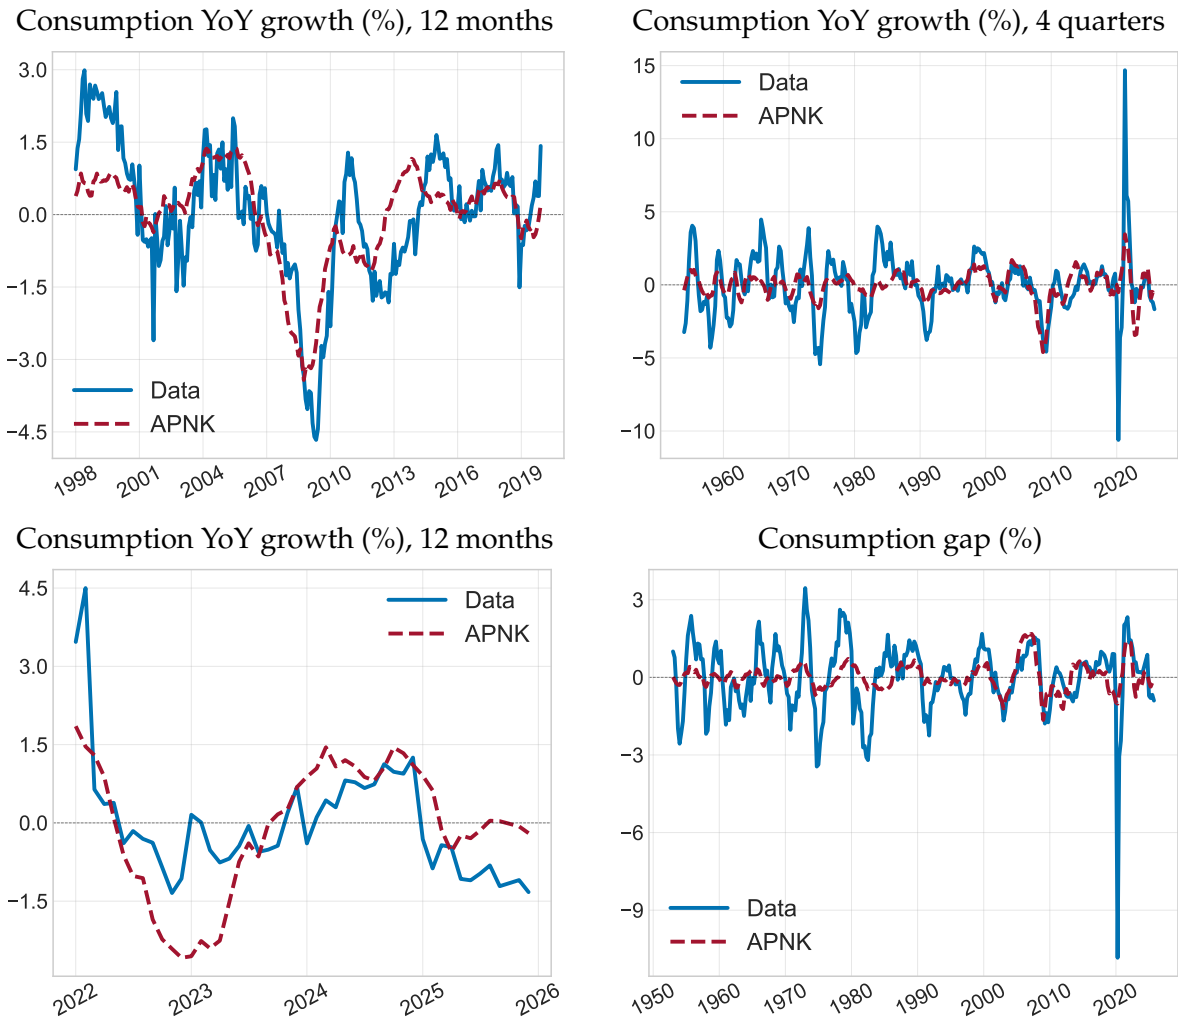 Consumption YoY growth (%), 12 months
3.0
1.5
0.0
−1.5
−3.0
−4.5
Data
APNK
1998 2001 2004 2007 2010 2013 2016 2019
Consumption YoY growth (%), 4 quarters
15
10
5
0
−5
−10
Data
APNK
1960 1970 1980 1990 2000 2010 2020
Consumption YoY growth (%), 12 months
4.5
3.0
1.5
0.0
−1.5
Data
APNK
2022 2023 2024 2025 2026
Consumption gap (%)
3
0
−3
−6
−9
Data
APNK
1950 1960 1970 1980 1990 2000 2010 2020